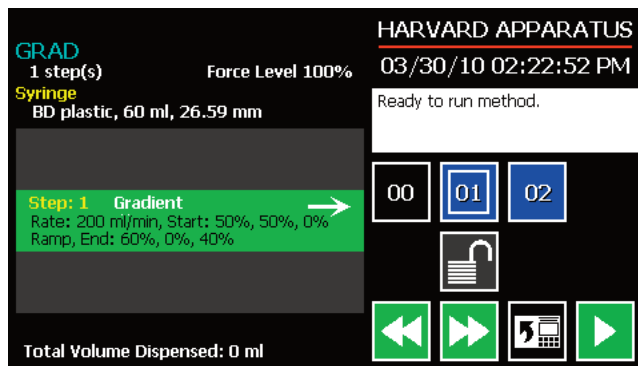 GRAD
1 step(s) Force Level 100%
Syringe
BD plastic, 60 ml, 26.59 mm
Step: 1 Gradient
Rate: 200 ml/min, Start: 50%, 50%, 0%
Ramp, End: 60%, 0%, 40%
Total Volume Dispensed: 0 ml
HARVARD APPARATUS
03/30/10 02:22:52 PM
Ready to run method.
00 01 02